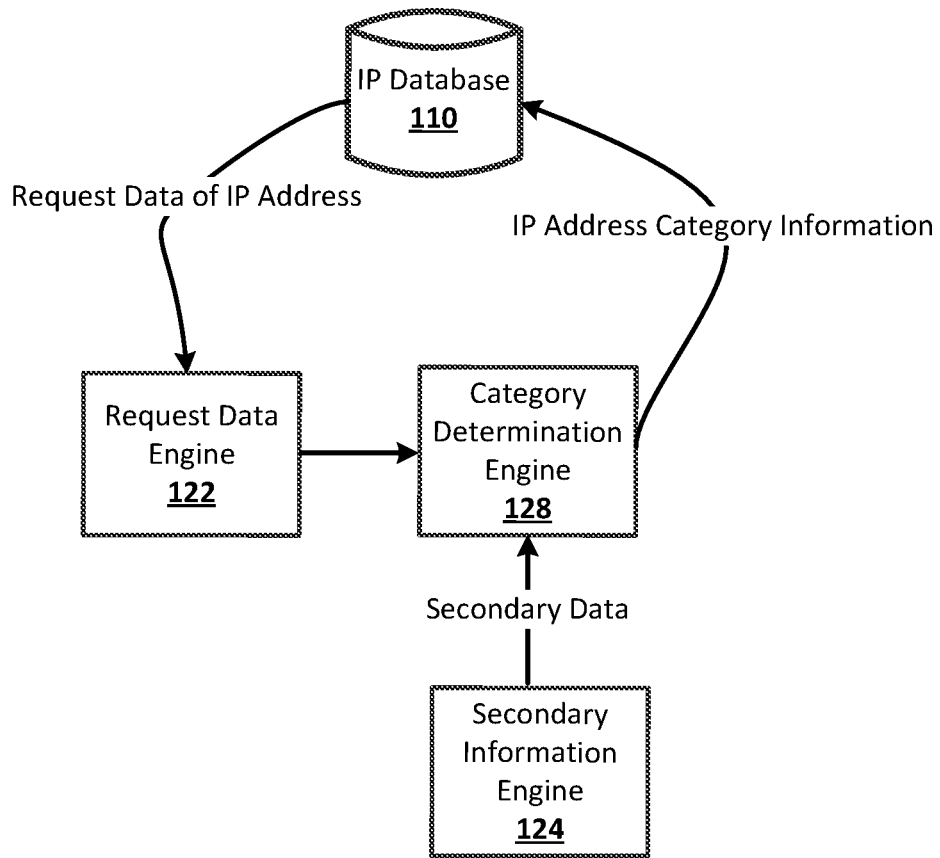 IP Database
110
Request Data of IP Address
IP Address Category Information
Request Data
Engine
122
Category
Determination
Engine
128
Secondary Data
Secondary
Information
Engine
124